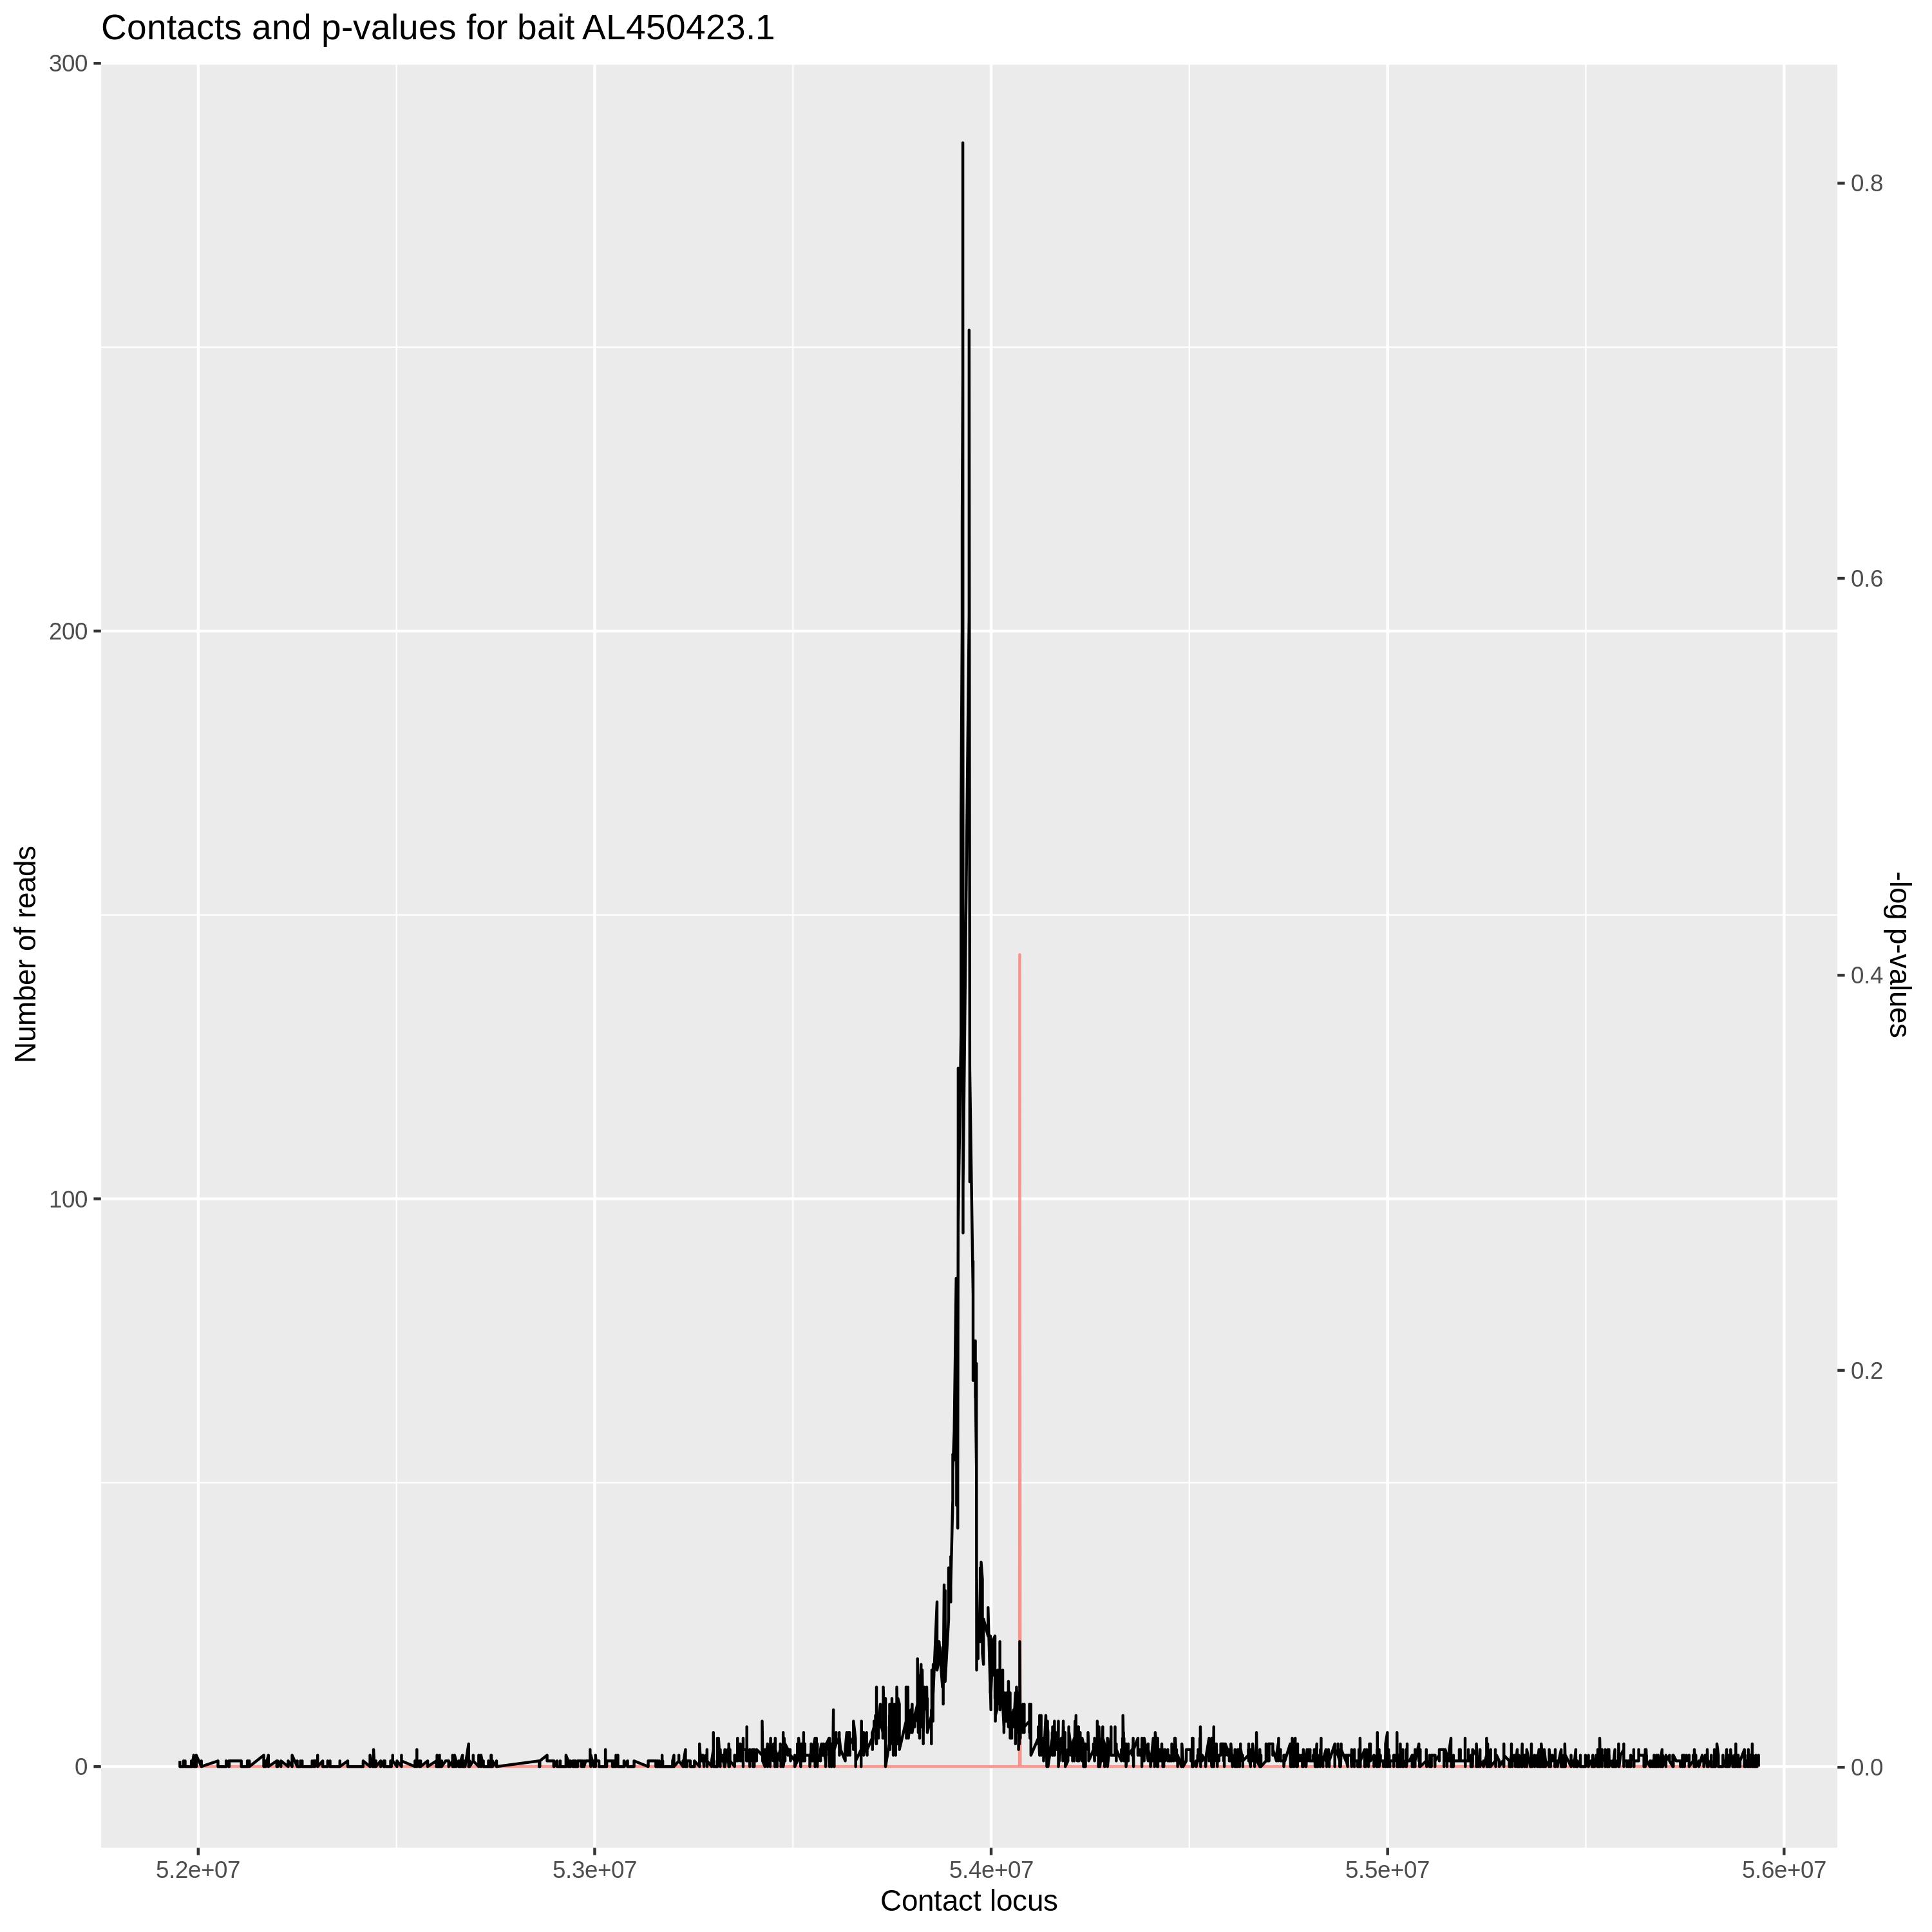 Contacts and p-values for bait AL450423.1
300
200
100
0
Number of reads
0.8
0.6
0.4
0.2
0.0
-log p-values
5.2e+07 5.3e+07 5.4e+07 5.5e+07 5.6e+07
Contact locus